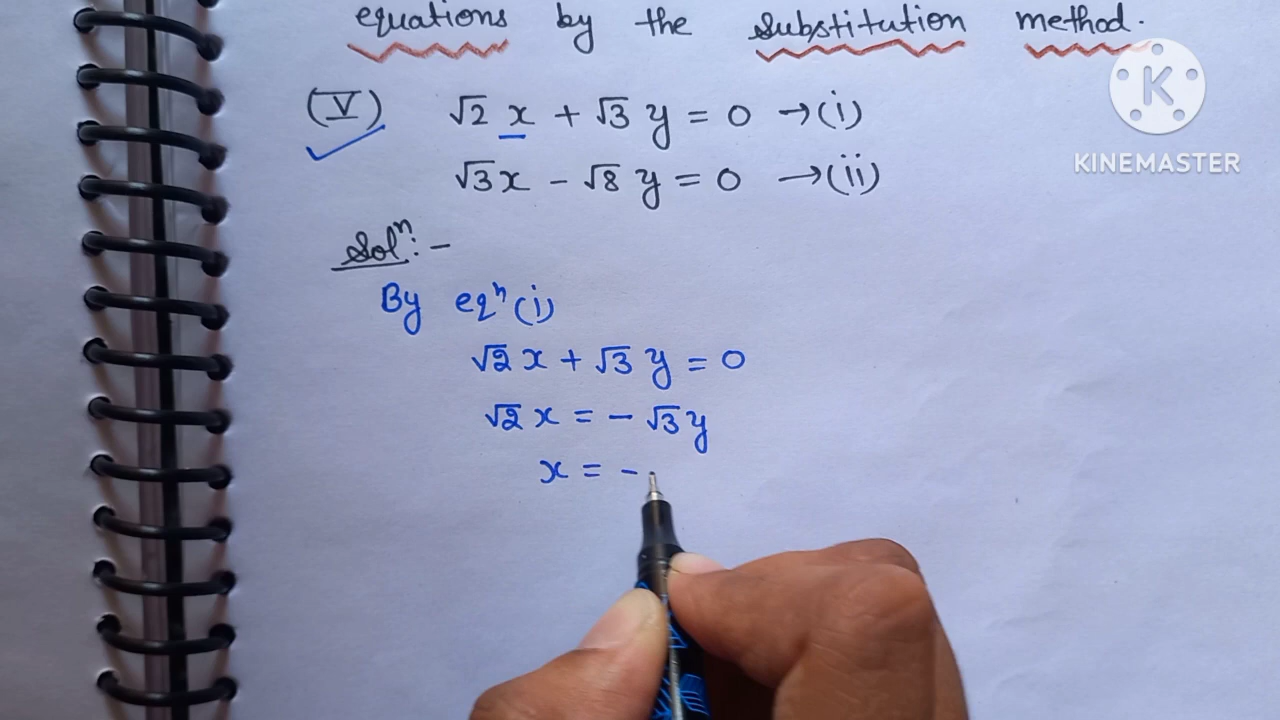 equations by the substitution method.
(V) √2 x + √3 y = 0 →(i)
√3x - √8 y = 0 →(ii)
Solⁿ:-
By eqⁿ (i)
√2 x + √3 y = 0
√2 x = - √3 y
x = -
K
KINEMASTER